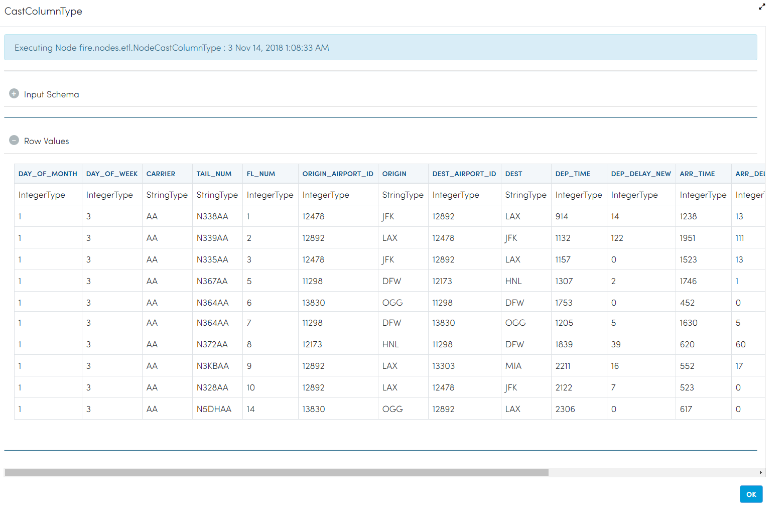 CastColumnType
Executing Node fire.nodes.etl.NodeCastColumnType : 3 Nov 14, 2018 1:08:33 AM
Input Schema
Row Values
DAY_OF_MONTH DAY_OF_WEEK CARRIER TAIL_NUM FL_NUM ORIGIN_AIRPORT_ID ORIGIN DEST_AIRPORT_ID DEST DEP_TIME DEP_DELAY_NEW ARR_TIME ARR_DEL
IntegerType IntegerType StringType StringType IntegerType IntegerType StringType IntegerType StringType IntegerType IntegerType IntegerType Integer
1 3 AA N338AA 1 12478 JFK 12892 LAX 914 14 1238 13
1 3 AA N339AA 2 12892 LAX 12478 JFK 1132 122 1951 111
1 3 AA N335AA 3 12478 JFK 12892 LAX 1157 0 1523 13
1 3 AA N367AA 5 11298 DFW 12173 HNL 1307 2 1746 1
1 3 AA N364AA 6 13830 OGG 11298 DFW 1753 0 452 0
1 3 AA N364AA 7 11298 DFW 13830 OGG 1205 5 1630 5
1 3 AA N372AA 8 12173 HNL 11298 DFW 1839 39 620 60
1 3 AA N3KBAA 9 12892 LAX 13303 MIA 2211 16 552 17
1 3 AA N328AA 10 12892 LAX 12478 JFK 2122 7 523 0
1 3 AA N5DHAA 14 13830 OGG 12892 LAX 2306 0 617 0
OK